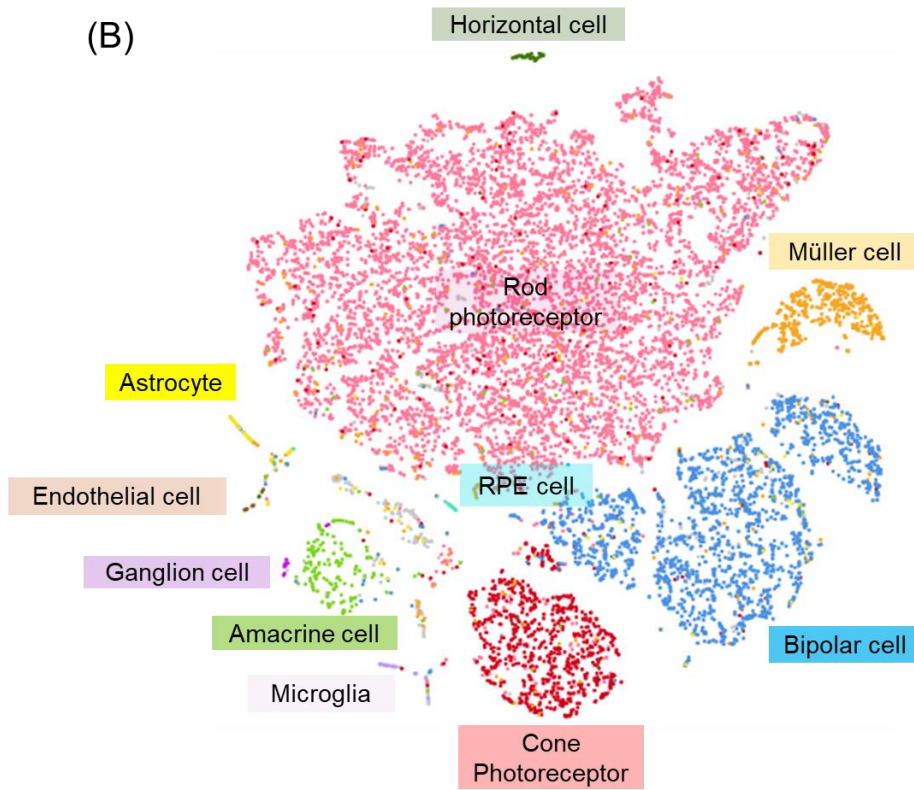 (B)
Horizontal cell
Müller cell
Rod
photoreceptor
Astrocyte
RPE cell
Endothelial cell
Ganglion cell
Amacrine cell
Bipolar cell
Microglia
Cone
Photoreceptor